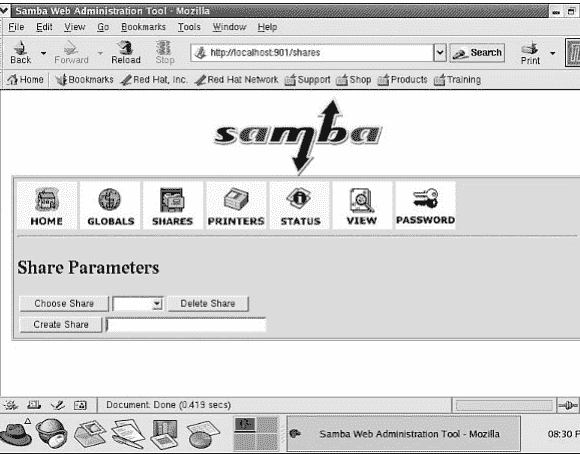 Samba Web Administration Tool - Mozilla
File Edit View Go Bookmarks Tools Window Help
Back Forward Reload Stop http://localhost:901/shares Search Print
Home Bookmarks Red Hat, Inc. Red Hat Network Support Shop Products Training
samba
HOME GLOBALS SHARES PRINTERS STATUS VIEW PASSWORD
Share Parameters
Choose Share Delete Share
Create Share
Document: Done (0.419 secs)
Samba Web Administration Tool - Mozilla 08:30 P